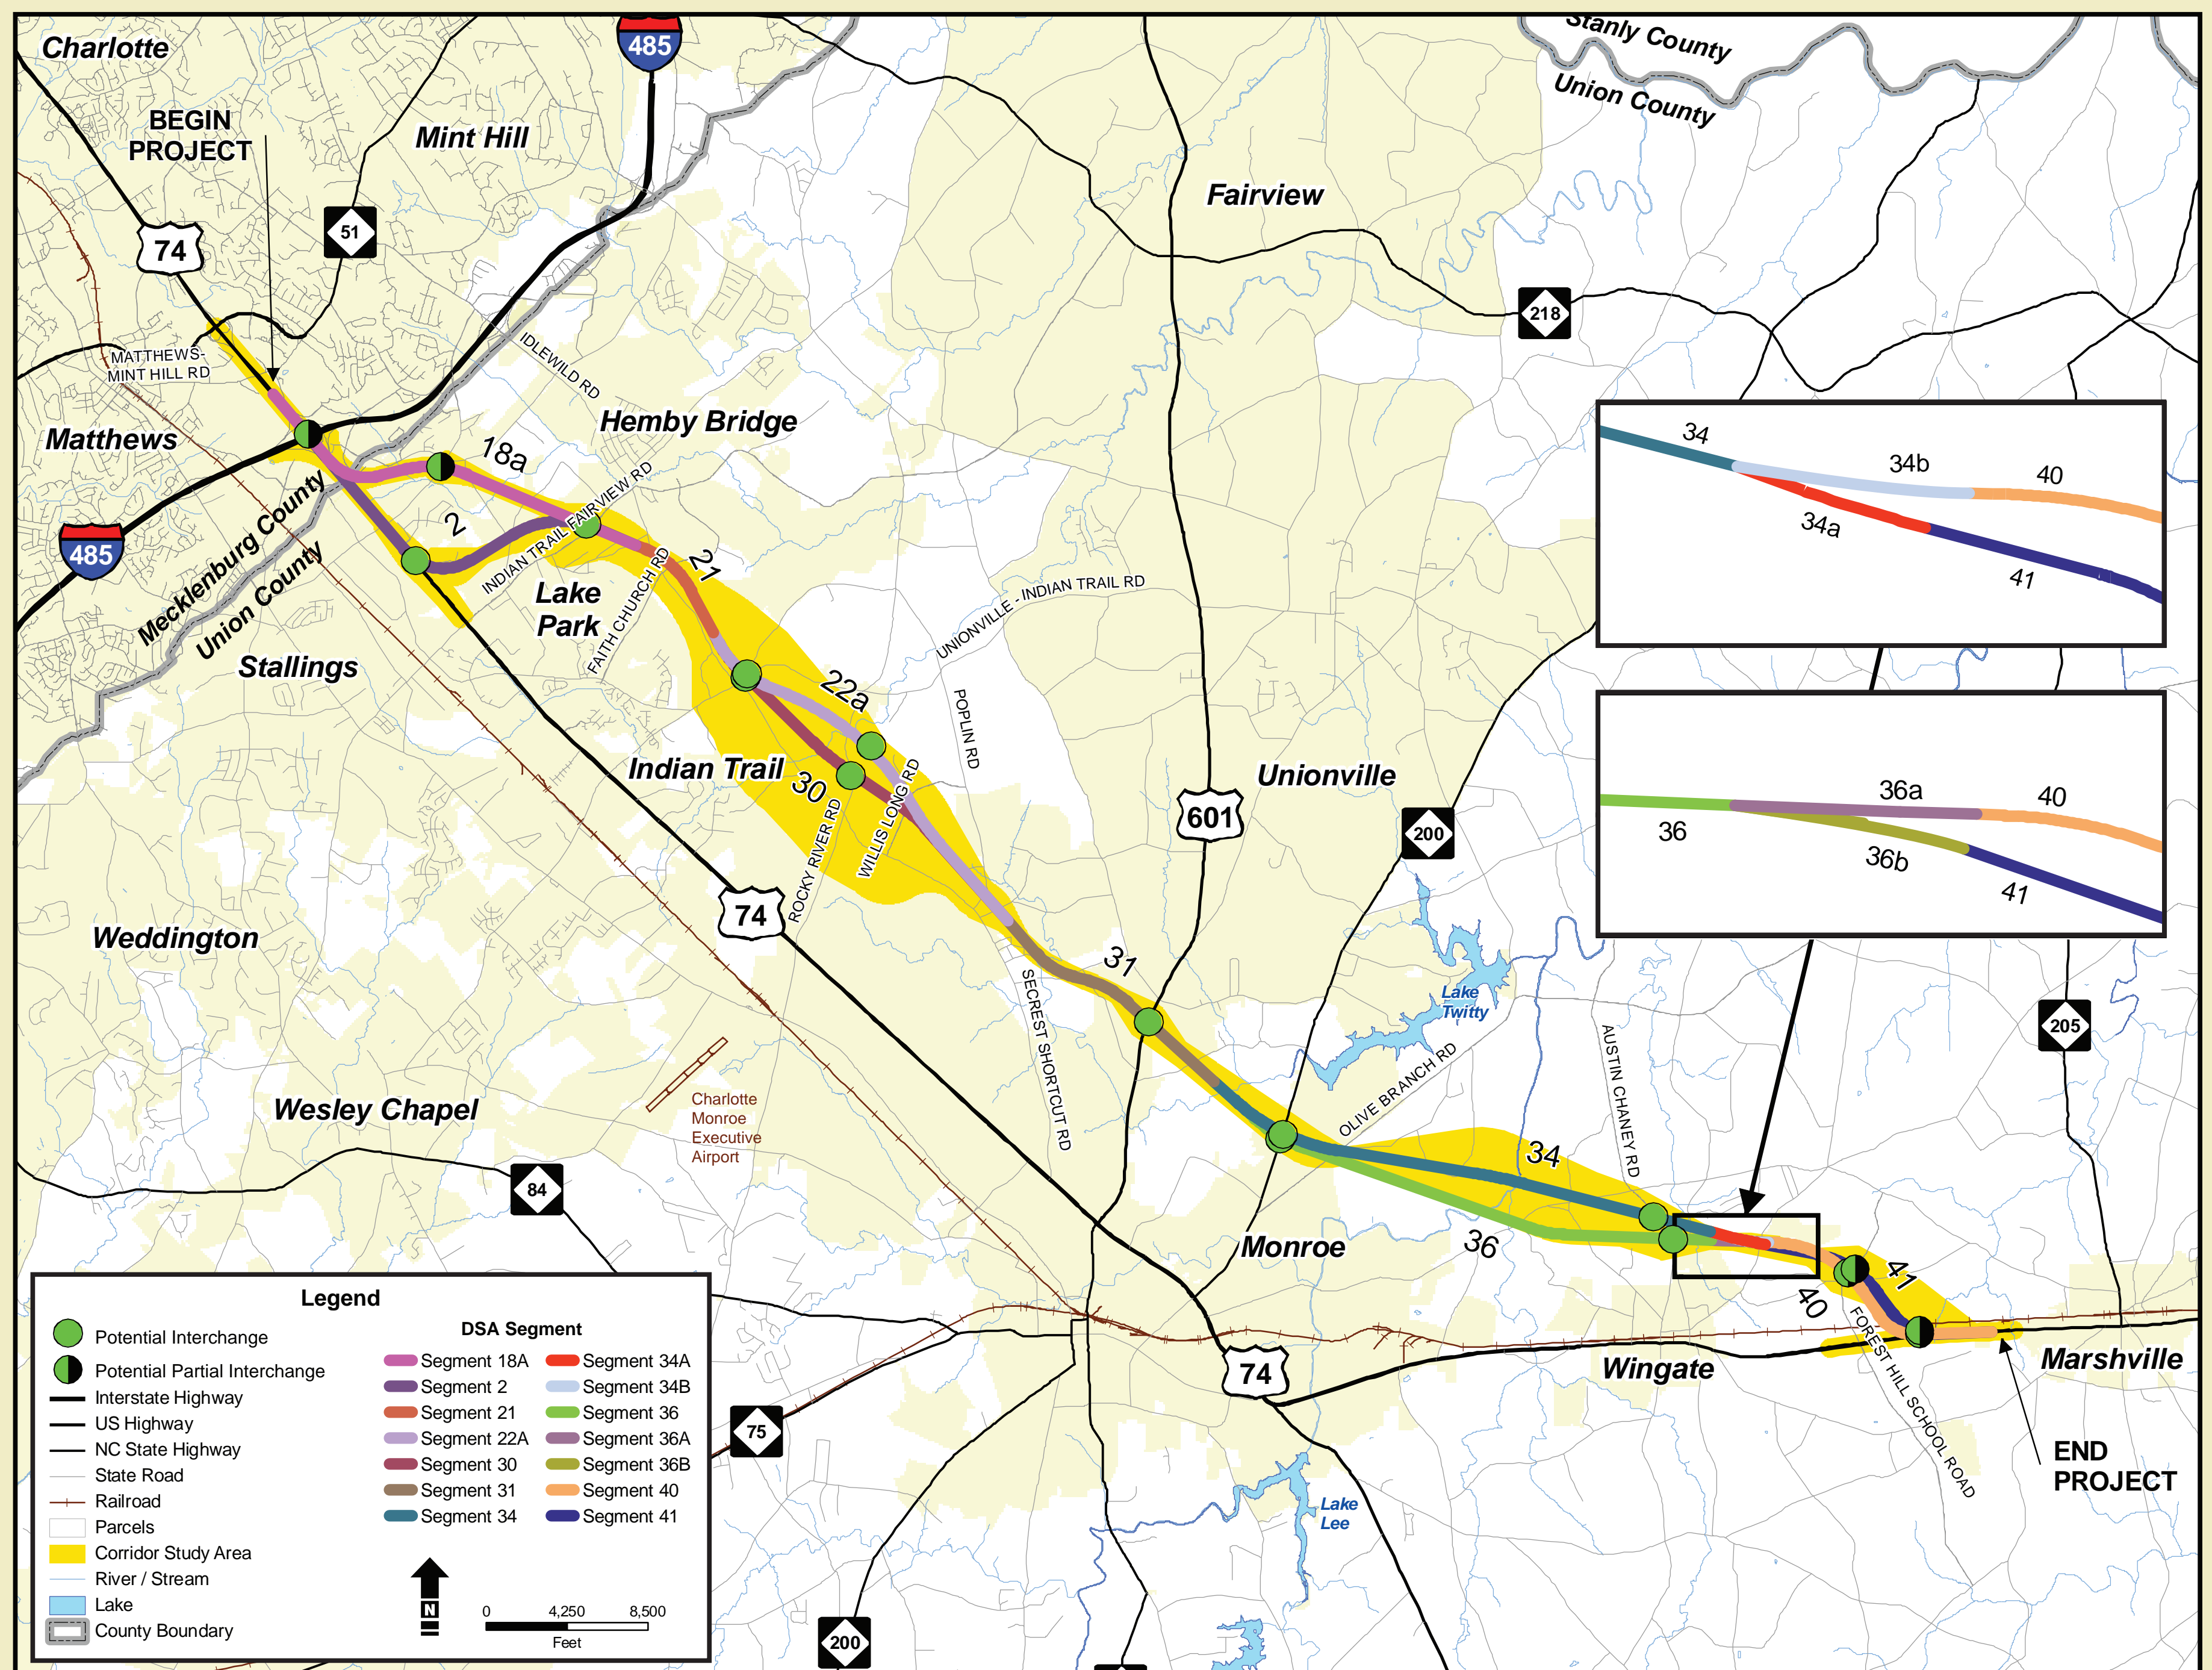 Charlotte
485
Stanly County
Union County
BEGIN
PROJECT
Mint Hill
Fairview
51
74
218
IDLEWILD RD
MATTHEWS-
MINT HILL RD
Matthews
Hemby Bridge
18a
34
34b
40
34a
41
485
2
INDIAN TRAIL FAIRVIEW RD
Mecklenburg County
Union County
Lake
Park
FAITH CHURCH RD
21
UNIONVILLE - INDIAN TRAIL RD
Stallings
22a
POPLIN RD
Indian Trail
30
ROCKY RIVER RD
WILLIS LONG RD
601
Unionville
200
36a
40
36
36b
41
74
Weddington
31
SECREST SHORTCUT RD
Lake
Twitty
OLIVE BRANCH RD
AUSTIN CHANEY RD
205
Charlotte
Monroe
Executive
Airport
Wesley Chapel
84
34
36
Monroe
41
40
FOREST HILL SCHOOL ROAD
74
Wingate
Marshville
END
PROJECT
75
Lake
Lee
200
Legend
Potential Interchange
Potential Partial Interchange
Interstate Highway
US Highway
NC State Highway
State Road
Railroad
Parcels
Corridor Study Area
River / Stream
Lake
County Boundary
DSA Segment
Segment 18A
Segment 2
Segment 21
Segment 22A
Segment 30
Segment 31
Segment 34
Segment 34A
Segment 34B
Segment 36
Segment 36A
Segment 36B
Segment 40
Segment 41
N
0 4,250 8,500
Feet